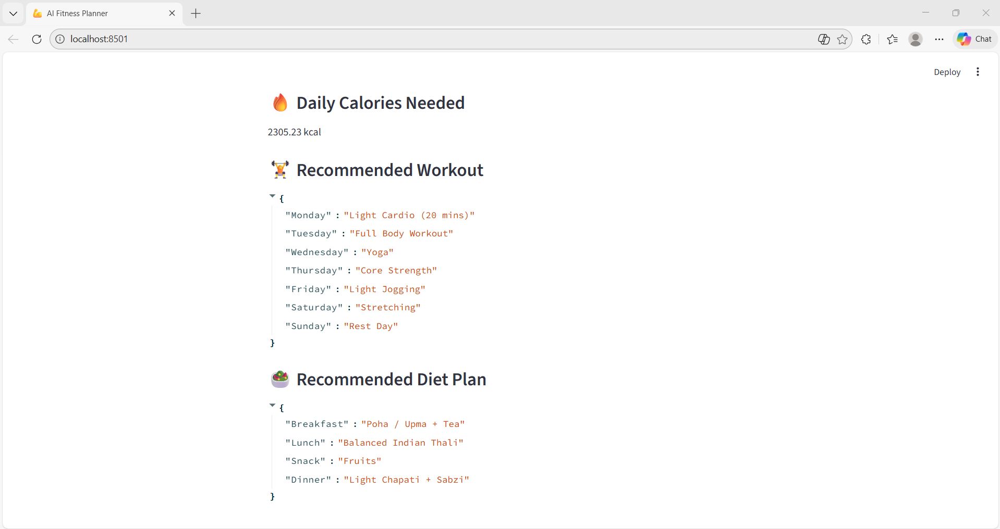 AI Fitness Planner
localhost:8501
Chat
Deploy
Daily Calories Needed
2305.23 kcal
Recommended Workout
{
"Monday" : "Light Cardio (20 mins)"
"Tuesday" : "Full Body Workout"
"Wednesday" : "Yoga"
"Thursday" : "Core Strength"
"Friday" : "Light Jogging"
"Saturday" : "Stretching"
"Sunday" : "Rest Day"
}
Recommended Diet Plan
{
"Breakfast" : "Poha / Upma + Tea"
"Lunch" : "Balanced Indian Thali"
"Snack" : "Fruits"
"Dinner" : "Light Chapati + Sabzi"
}